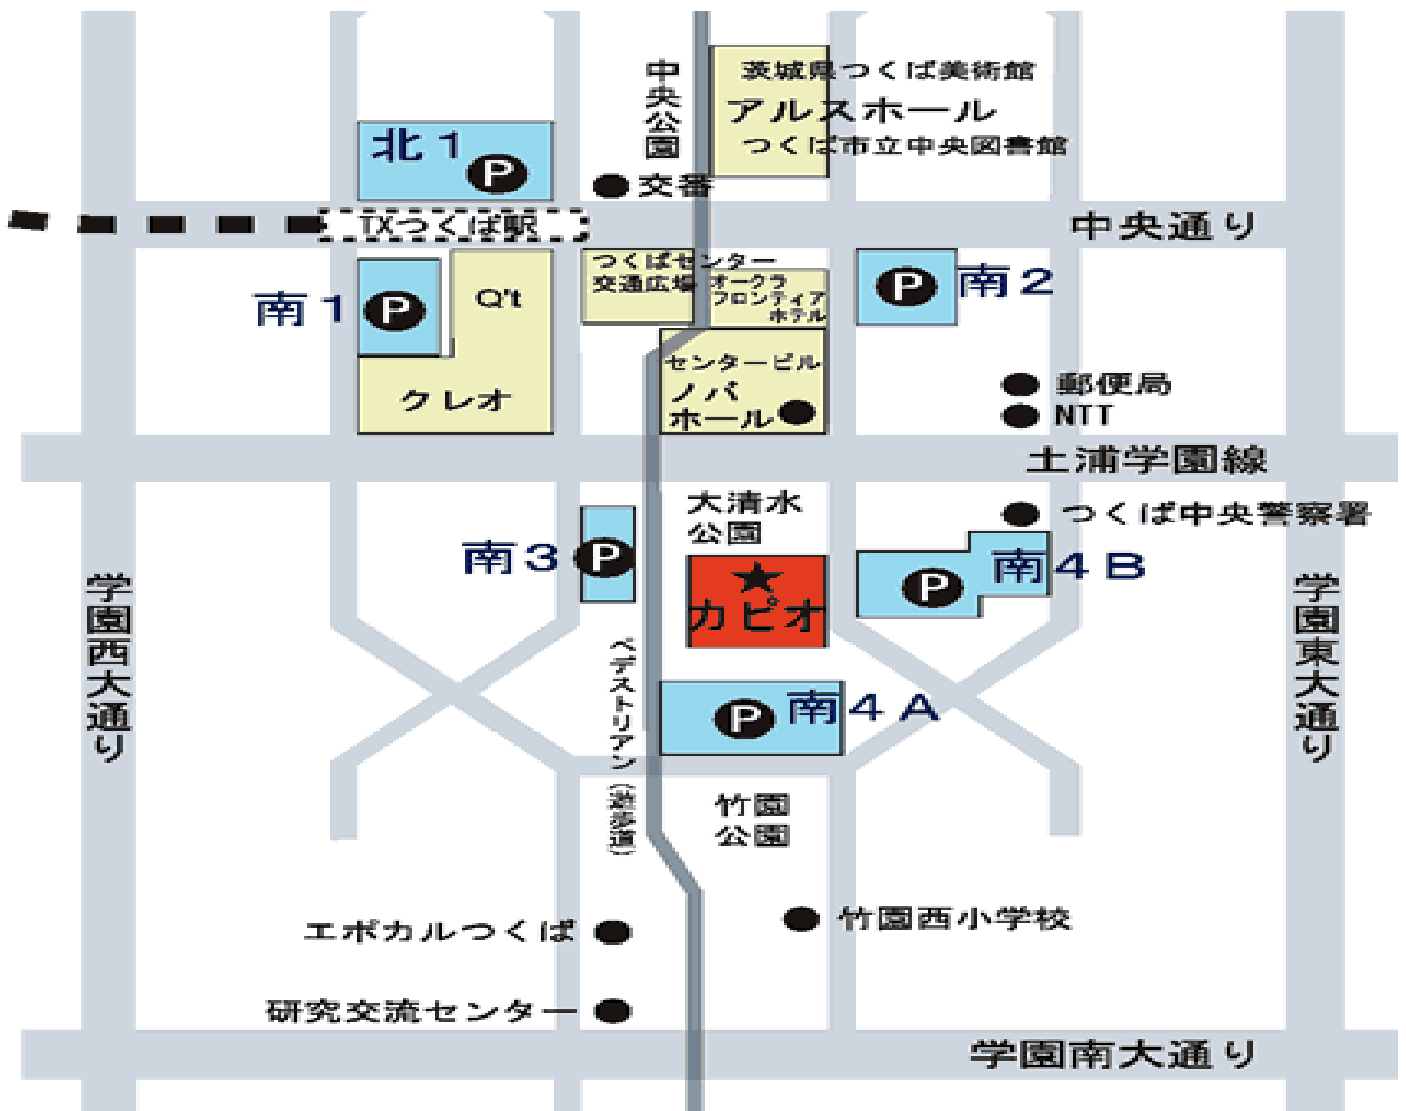 中央公園
茨城県つくば美術館
アルスホール
つくば市立中央図書館
北1
P
交番
TXつくば駅
中央通り
つくばセンター
交通広場
オークラ
フロンティア
ホテル
P
南2
南1
P
Q't
クレオ
センタービル
ノバ
ホール
郵便局
NTT
土浦学園線
大清水
公園
つくば中央警察署
南3
P
カピオ
P
南4B
学園西大通り
学園東大通り
ペデストリアン(遊歩道)
P
南4A
竹園
公園
エポカルつくば
竹園西小学校
研究交流センター
学園南大通り